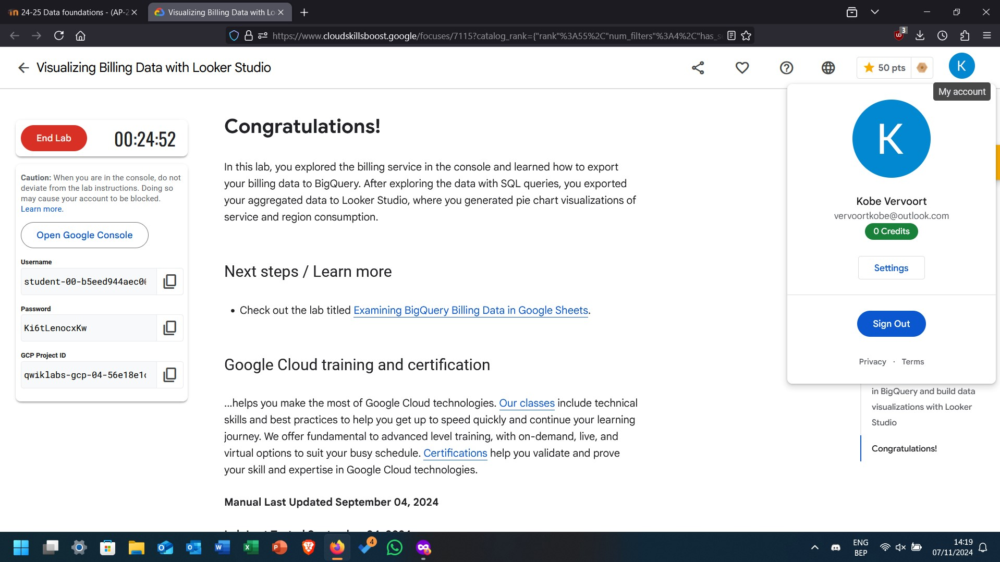 24-25 Data foundations - (AP-2
Visualizing Billing Data with Lo
https://www.cloudskillsboost.google/focuses/7115?catalog_rank={"rank"%3A55%2C"num_filters"%3A4%2C"has_s
3
Visualizing Billing Data with Looker Studio
50 pts
K
My account
End Lab
00:24:52
Caution: When you are in the console, do not
deviate from the lab instructions. Doing so
may cause your account to be blocked.
Learn more.
Open Google Console
Username
student-00-b5eed944aec00
Password
Ki6tLenocxKw
GCP Project ID
qwiklabs-gcp-04-56e18e1c
Congratulations!
In this lab, you explored the billing service in the console and learned how to export
your billing data to BigQuery. After exploring the data with SQL queries, you exported
your aggregated data to Looker Studio, where you generated pie chart visualizations of
service and region consumption.
Next steps / Learn more
• Check out the lab titled Examining BigQuery Billing Data in Google Sheets.
Google Cloud training and certification
...helps you make the most of Google Cloud technologies. Our classes include technical
skills and best practices to help you get up to speed quickly and continue your learning
journey. We offer fundamental to advanced level training, with on-demand, live, and
virtual options to suit your busy schedule. Certifications help you validate and prove
your skill and expertise in Google Cloud technologies.
Manual Last Updated September 04, 2024
K
Kobe Vervoort
vervoortkobe@outlook.com
0 Credits
Settings
Sign Out
Privacy · Terms
in BigQuery and build data
visualizations with Looker
Studio
Congratulations!
4
ENG
BEP
14:19
07/11/2024